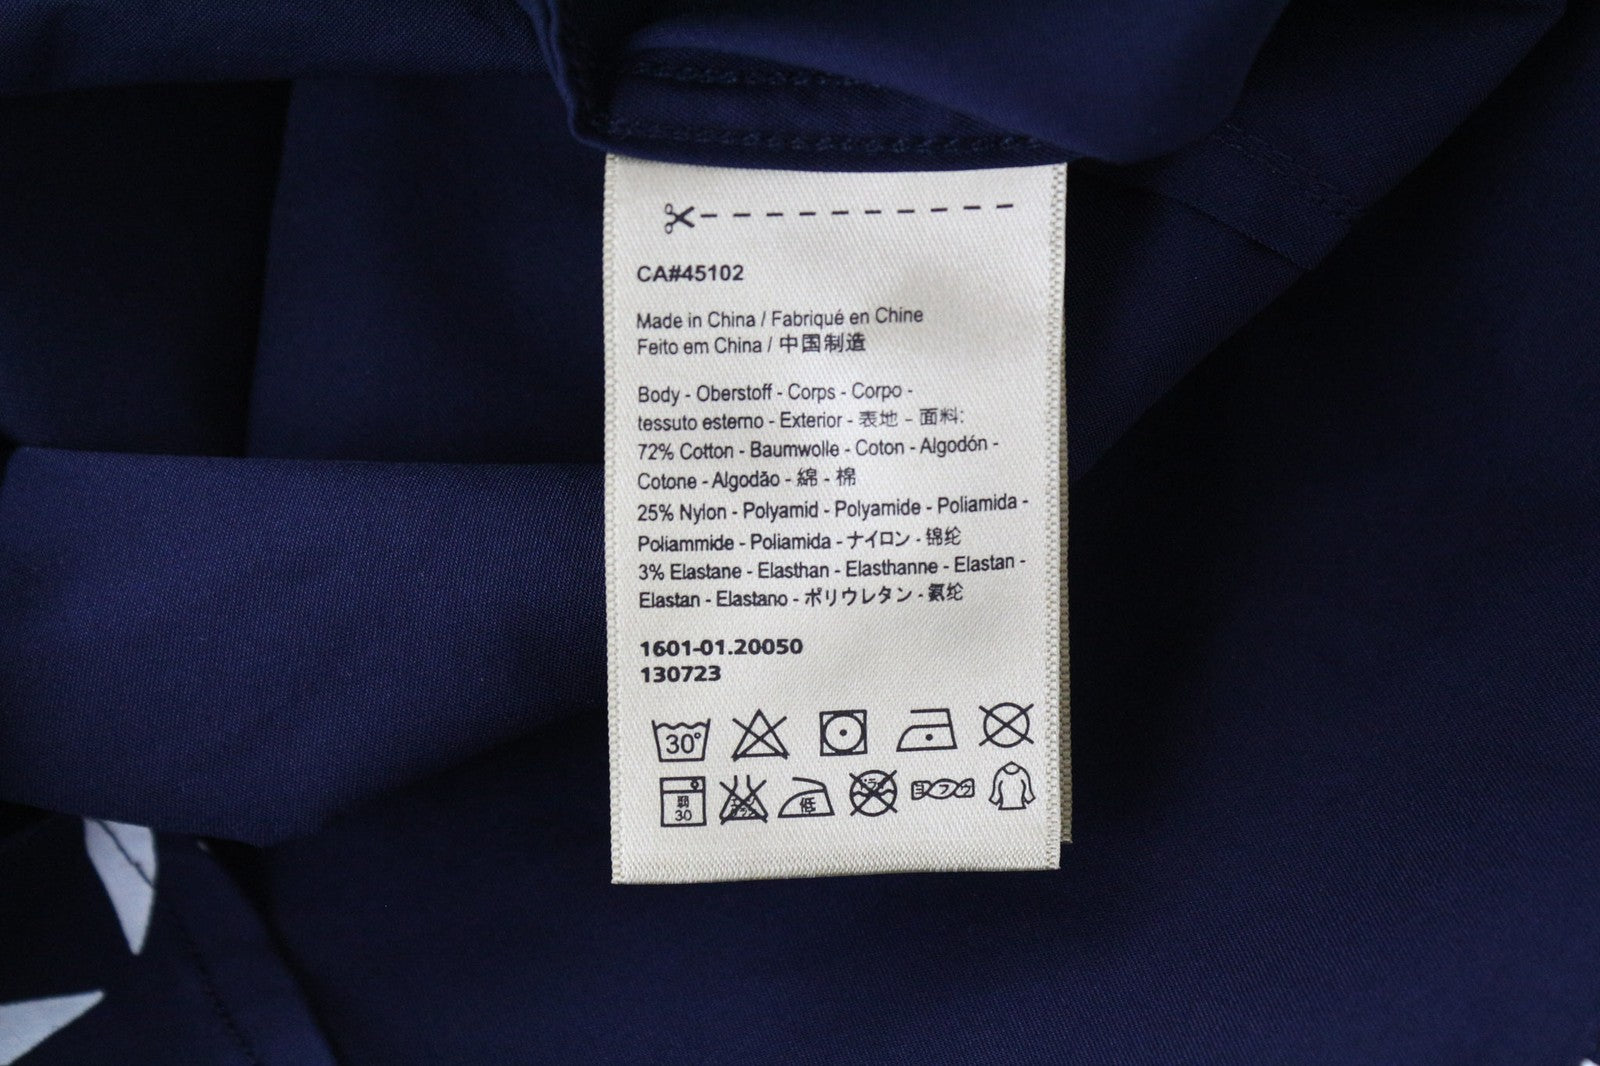 CA#45102
Made in China / Fabriqué en Chine
Feito em China / 中国制造
Body - Oberstoff - Corps - Corpo -
tessuto esterno - Exterior - 表地 - 面料:
72% Cotton - Baumwolle - Coton - Algodón -
Cotone - Algodão - 綿 - 棉
25% Nylon - Polyamid - Polyamide - Poliamida -
Poliammide - Poliamida - ナイロン - 锦纶
3% Elastane - Elasthan - Elasthanne - Elastan -
Elastan - Elastano - ポリウレタン - 氨纶
1601-01.20050
130723
30°
30
低
ヨワク